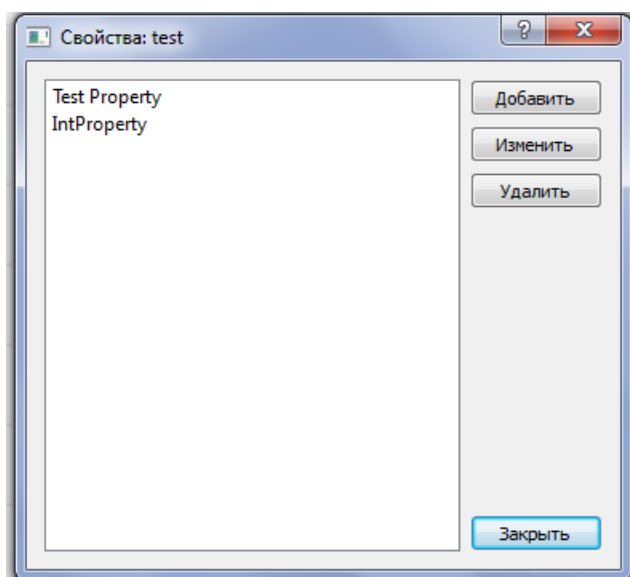 Свойства: test
?
Test Property
IntProperty
Добавить
Изменить
Удалить
Закрыть